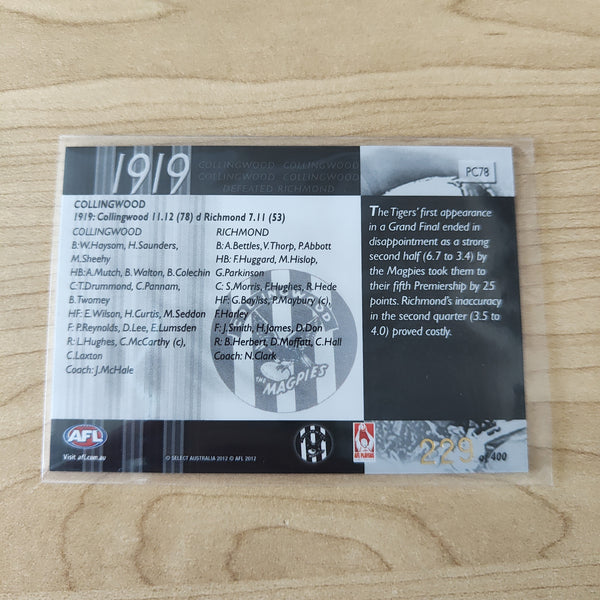 1919
COLLINGWOOD COLLINGWOOD
COLLINGWOOD COLLINGWOOD
DEFEATED RICHMOND
PC78
COLLINGWOOD
1919: Collingwood 11.12 (78) d Richmond 7.11 (53)
COLLINGWOOD
B:W.Haysom, H.Saunders,
M.Sheehy
HB:A.Mutch, B.Walton, B.Colechin
C:T.Drummond, C.Pannam,
B.Twomey
HF: E.Wilson, H.Curtis, M.Seddon
F: P.Reynolds, D.Lee, E.Lumsden
R: L.Hughes, C.McCarthy (c),
C.Laxton
Coach: J.McHale
RICHMOND
B:A.Bettles,V.Thorp, P.Abbott
HB: F.Huggard, M.Hislop,
G.Parkinson
C: S.Morris, F.Hughes, R.Hede
HF: G.Bayliss, P.Maybury (c),
F.Harley
F: J.Smith, H.James, D.Don
R: B.Herbert, D.Moffatt, C.Hall
Coach: N.Clark
THE MAGPIES
The Tigers' first appearance
in a Grand Final ended in
disappointment as a strong
second half (6.7 to 3.4) by
the Magpies took them to
their fifth Premiership by 25
points. Richmond's inaccuracy
in the second quarter (3.5 to
4.0) proved costly.
AFL
Visit afl.com.au
© SELECT AUSTRALIA 2012 © AFL 2012
AFL PLAYERS
229 of 400